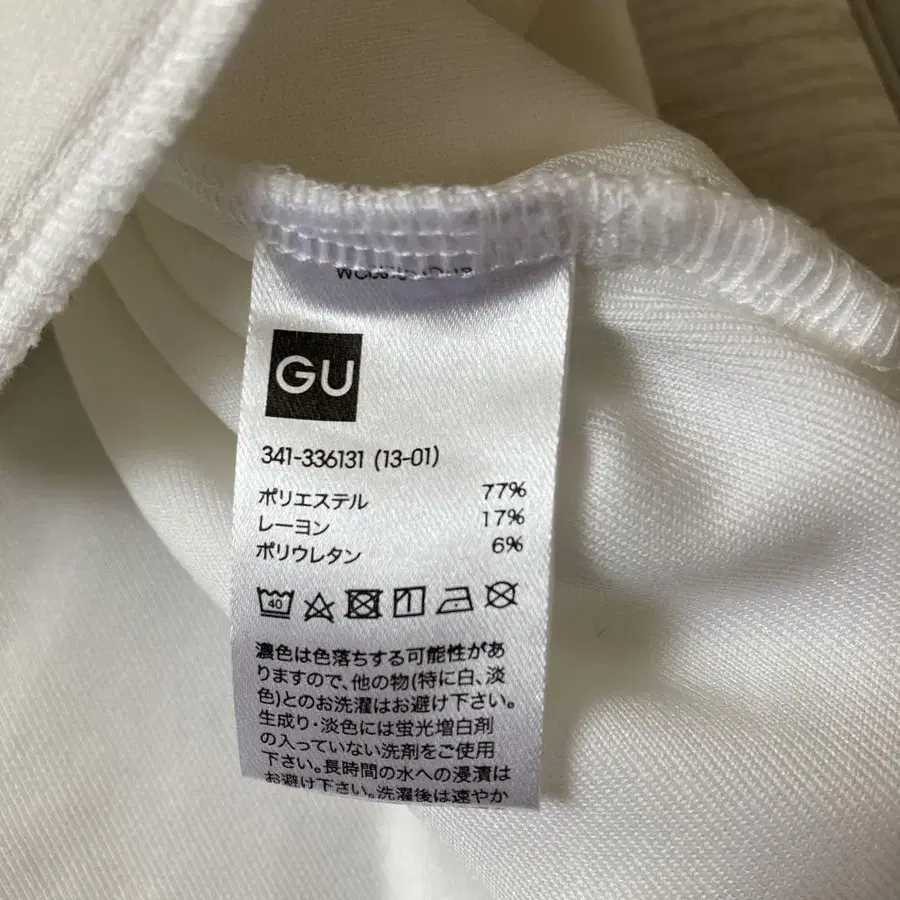 GU
341-336131 (13-01)
ポリエステル 77%
レーヨン 17%
ポリウレタン 6%
40
濃色は色落ちする可能性があ
りますので、他の物(特に白、淡
色)とのお洗濯はお避け下さい。
生成り・淡色には蛍光増白剤
の入っていない洗剤をご使用
下さい。長時間の水への浸漬は
お避け下さい。洗濯後は速やか